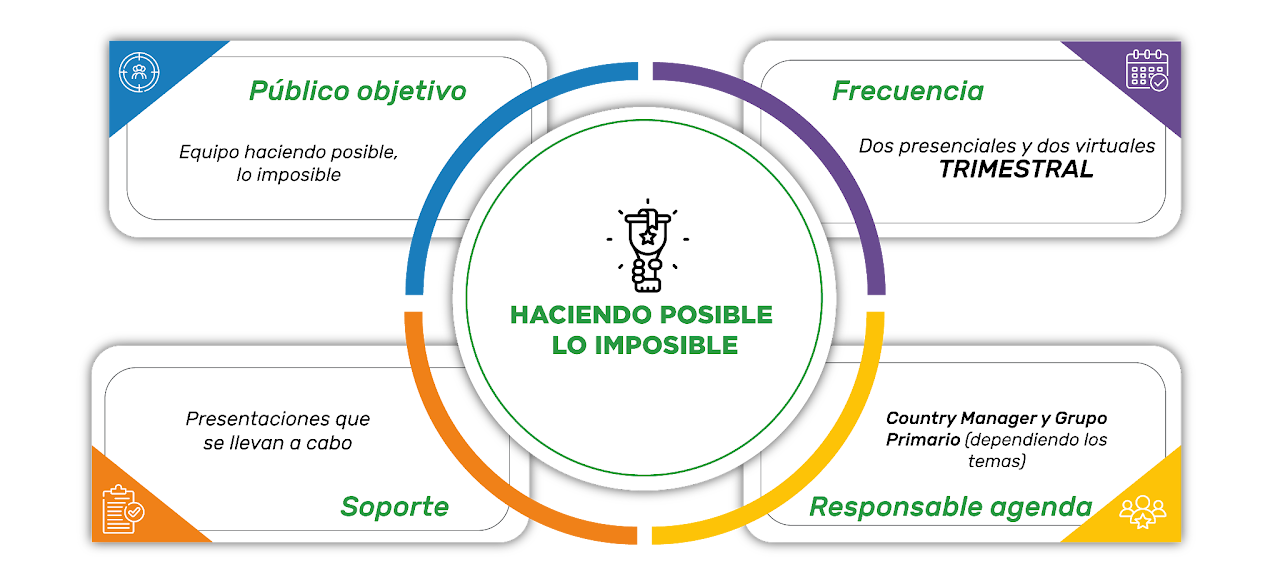 Público objetivo
Equipo haciendo posible,
lo imposible
Frecuencia
Dos presenciales y dos virtuales
TRIMESTRAL
HACIENDO POSIBLE
LO IMPOSIBLE
Presentaciones que
se llevan a cabo
Soporte
Country Manager y Grupo
Primario (dependiendo los
temas)
Responsable agenda